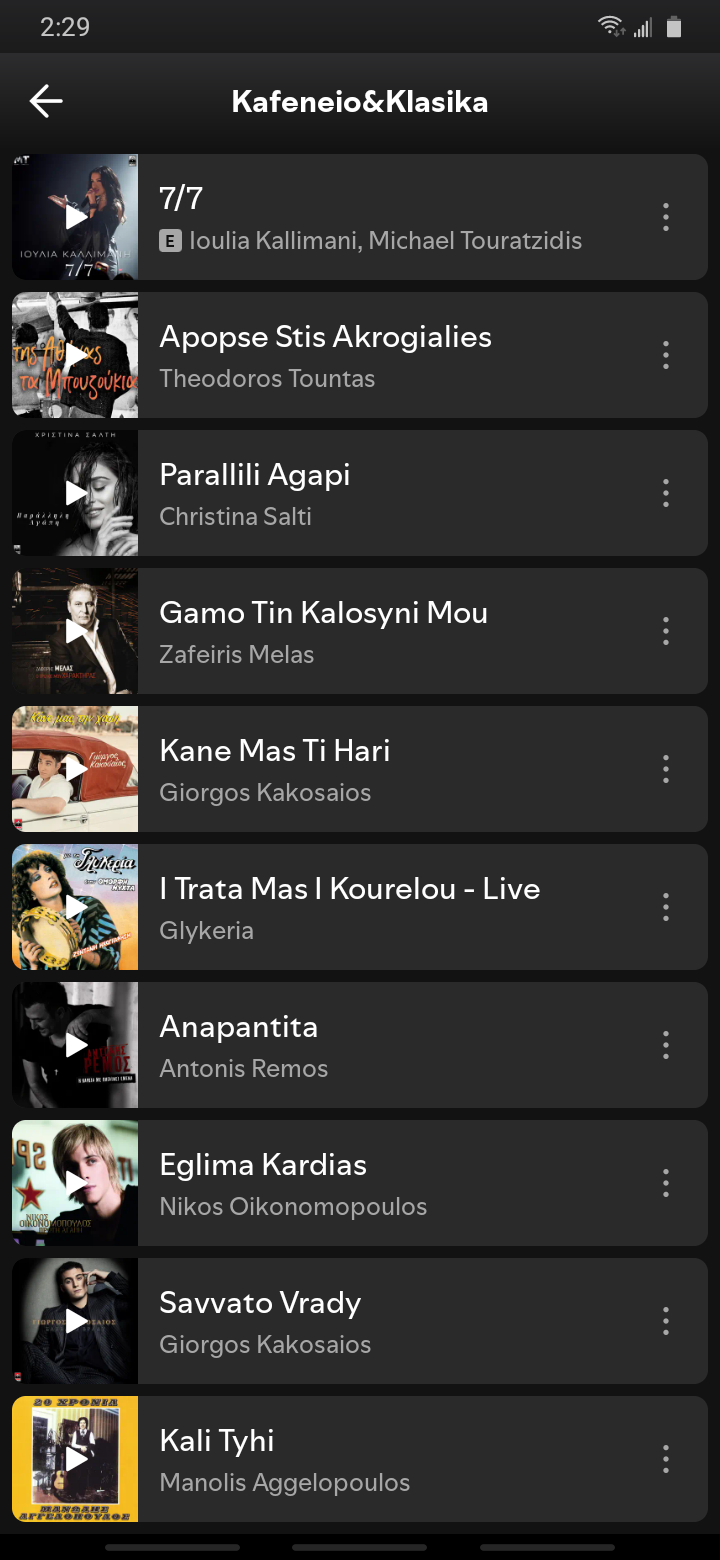 2:29
Kafeneio&Klasika
ΙΟΥΛΙΑ ΚΑΛΛΙΜΑΝΗ
7/7
7/7
E Ioulia Kallimani, Michael Touratzidis
της Αθήνας
τα Μπουζούκια
Apopse Stis Akrogialies
Theodoros Tountas
ΧΡΙΣΤΙΝΑ ΣΑΛΤΗ
Παράλληλη
Αγάπη
Parallili Agapi
Christina Salti
ΜΕΛΑΣ
Gamo Tin Kalosyni Mou
Zafeiris Melas
Κάνε μας την χάρη
Γιώργος
Κακοσαίος
Kane Mas Ti Hari
Giorgos Kakosaios
Γλυκερία
ΟΜΟΡΦΗ
ΝΥΧΤΑ
I Trata Mas I Kourelou - Live
Glykeria
ΑΝΤΩΝΗΣ
ΡΕΜΟΣ
Anapantita
Antonis Remos
ΝΙΚΟΣ
ΟΙΚΟΝΟΜΟΠΟΥΛΟΣ
Eglima Kardias
Nikos Oikonomopoulos
Savvato Vrady
Giorgos Kakosaios
20 ΧΡΟΝΙΑ
ΜΑΝΩΛΗΣ
ΑΓΓΕΛΟΠΟΥΛΟΣ
Kali Tyhi
Manolis Aggelopoulos